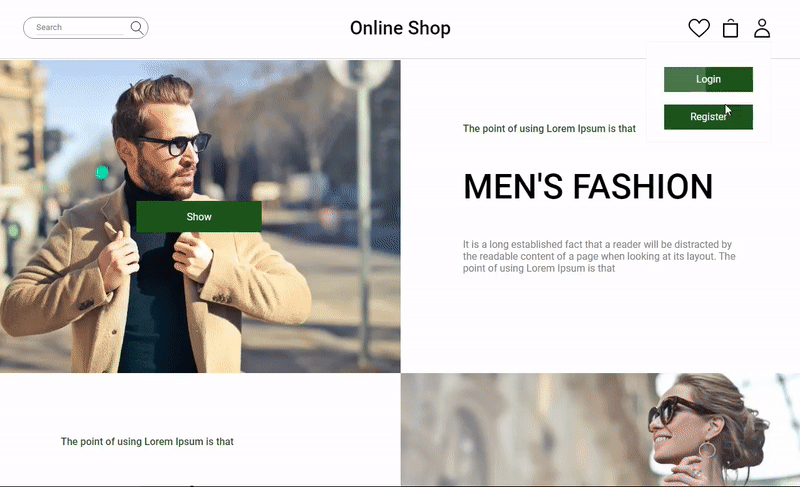 Search
Online Shop
Login
Register
The point of using Lorem Ipsum is that
MEN'S FASHION
Show
It is a long established fact that a reader will be distracted by
the readable content of a page when looking at its layout. The
point of using Lorem Ipsum is that
The point of using Lorem Ipsum is that